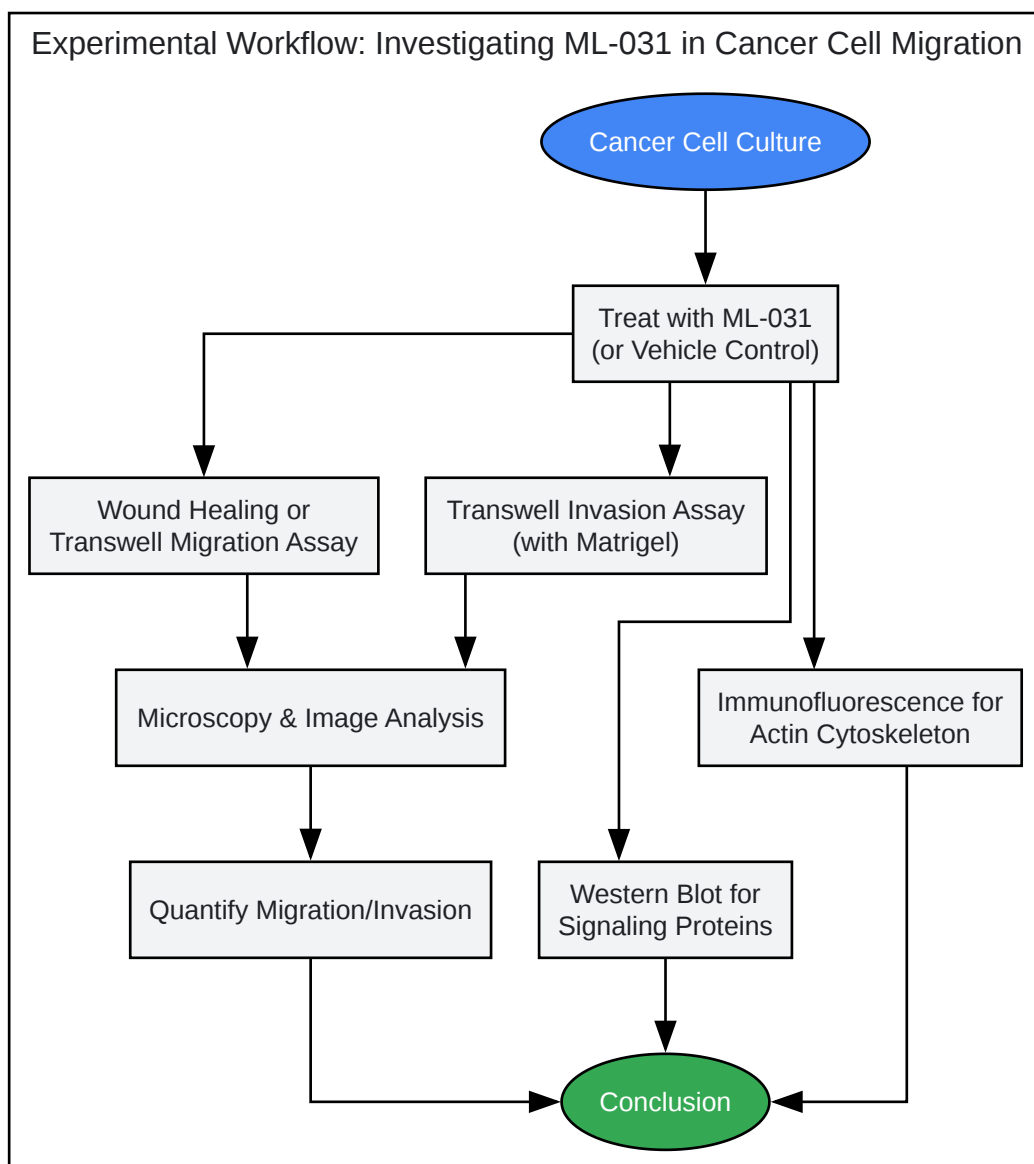 Experimental Workflow: Investigating ML-031 in Cancer Cell Migration
Cancer Cell Culture
Treat with ML-031
(or Vehicle Control)
Wound Healing or
Transwell Migration Assay
Transwell Invasion Assay
(with Matrigel)
Microscopy & Image Analysis
Immunofluorescence for
Actin Cytoskeleton
Quantify Migration/Invasion
Western Blot for
Signaling Proteins
Conclusion